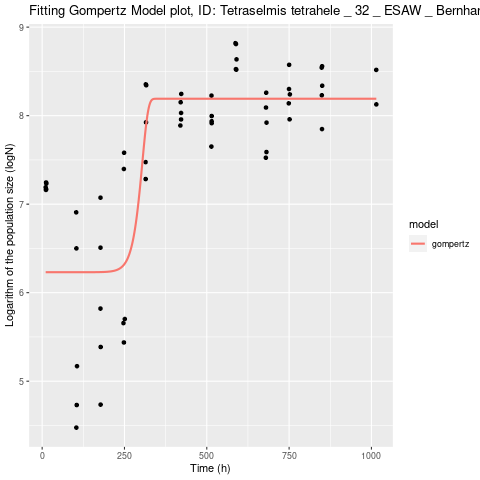 Fitting Gompertz Model plot, ID: Tetraselmis tetrahele _ 32 _ ESAW _ Bernhar
Logarithm of the population size (logN)
9
8
7
6
5
0 250 500 750 1000
Time (h)
model
gompertz